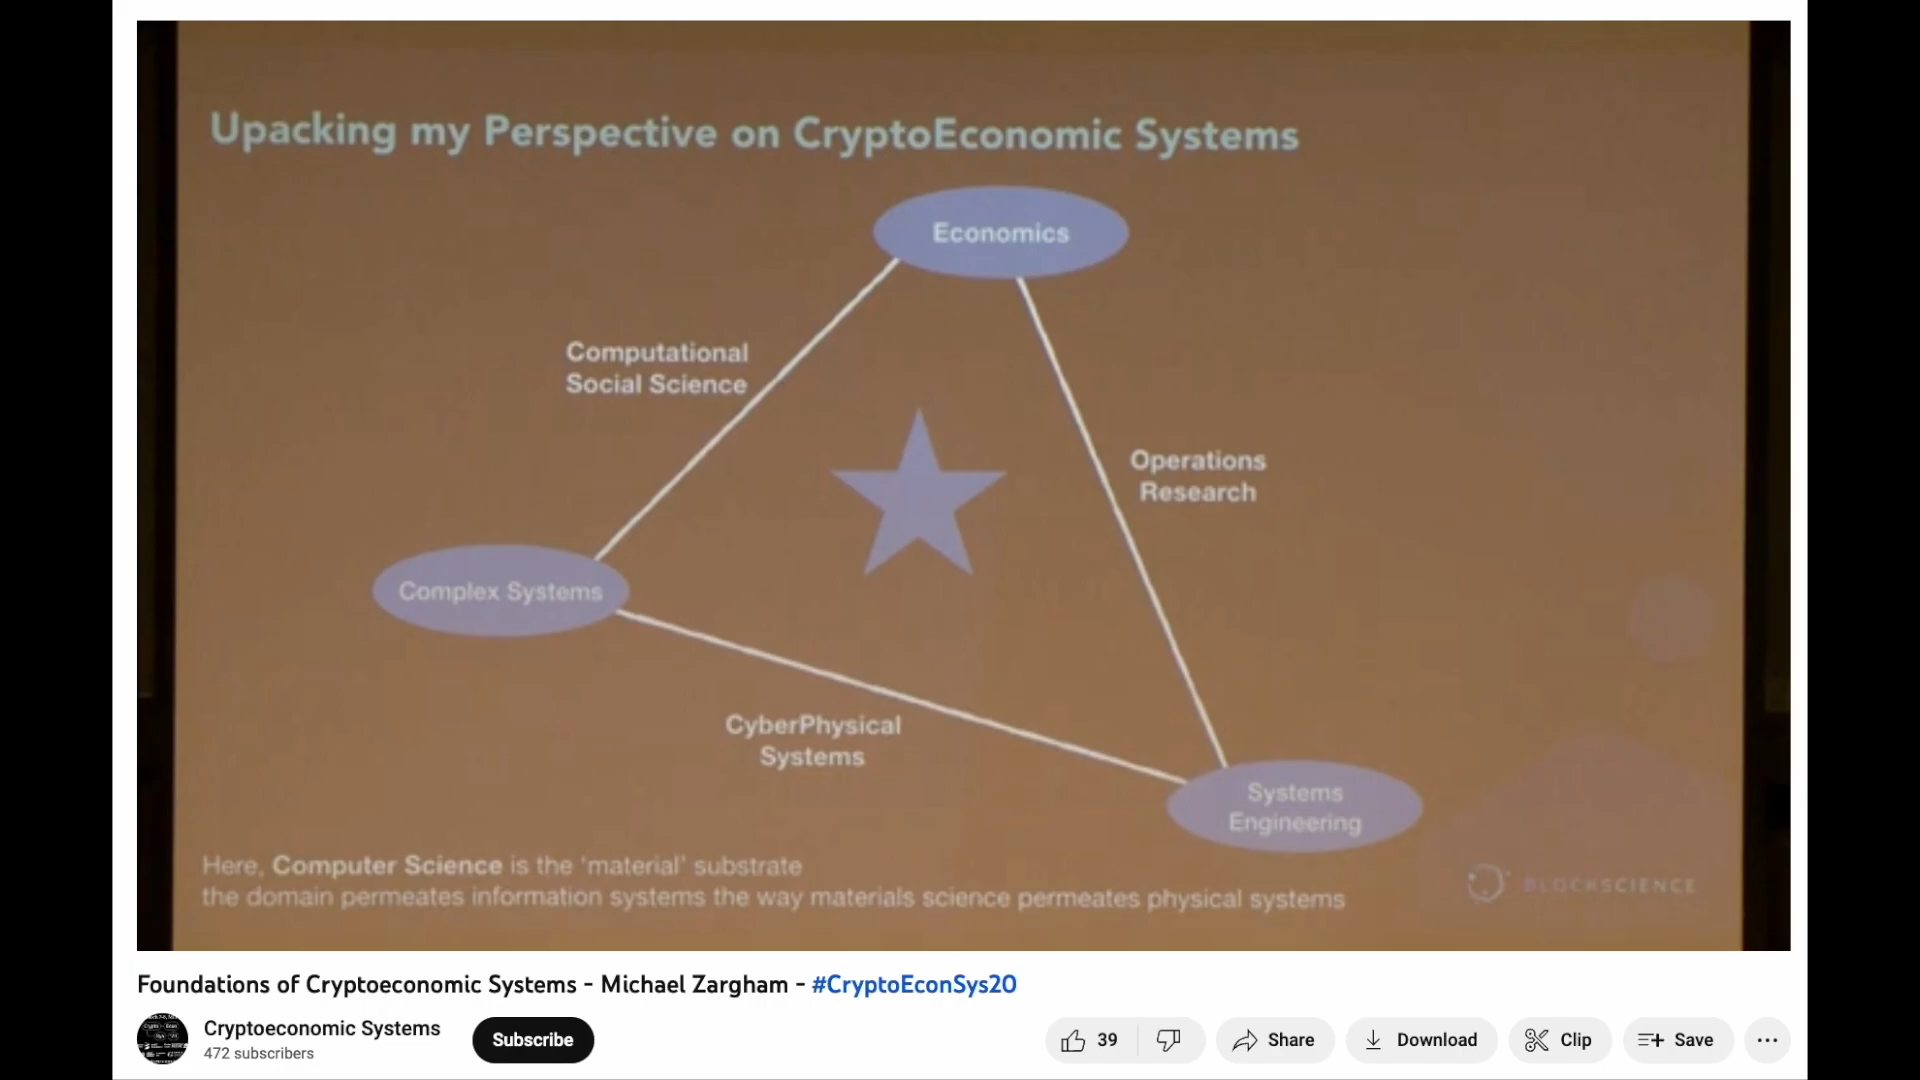 Upacking my Perspective on CryptoEconomic Systems
Economics
Computational
Social Science
Operations
Research
Complex Systems
CyberPhysical
Systems
Systems
Engineering
Here, Computer Science is the 'material' substrate
the domain permeates information systems the way materials science permeates physical systems
BLOCKSCIENCE
Foundations of Cryptoeconomic Systems - Michael Zargham - #CryptoEconSys20
Cryptoeconomic Systems
472 subscribers
Subscribe
39
Share
Download
Clip
Save